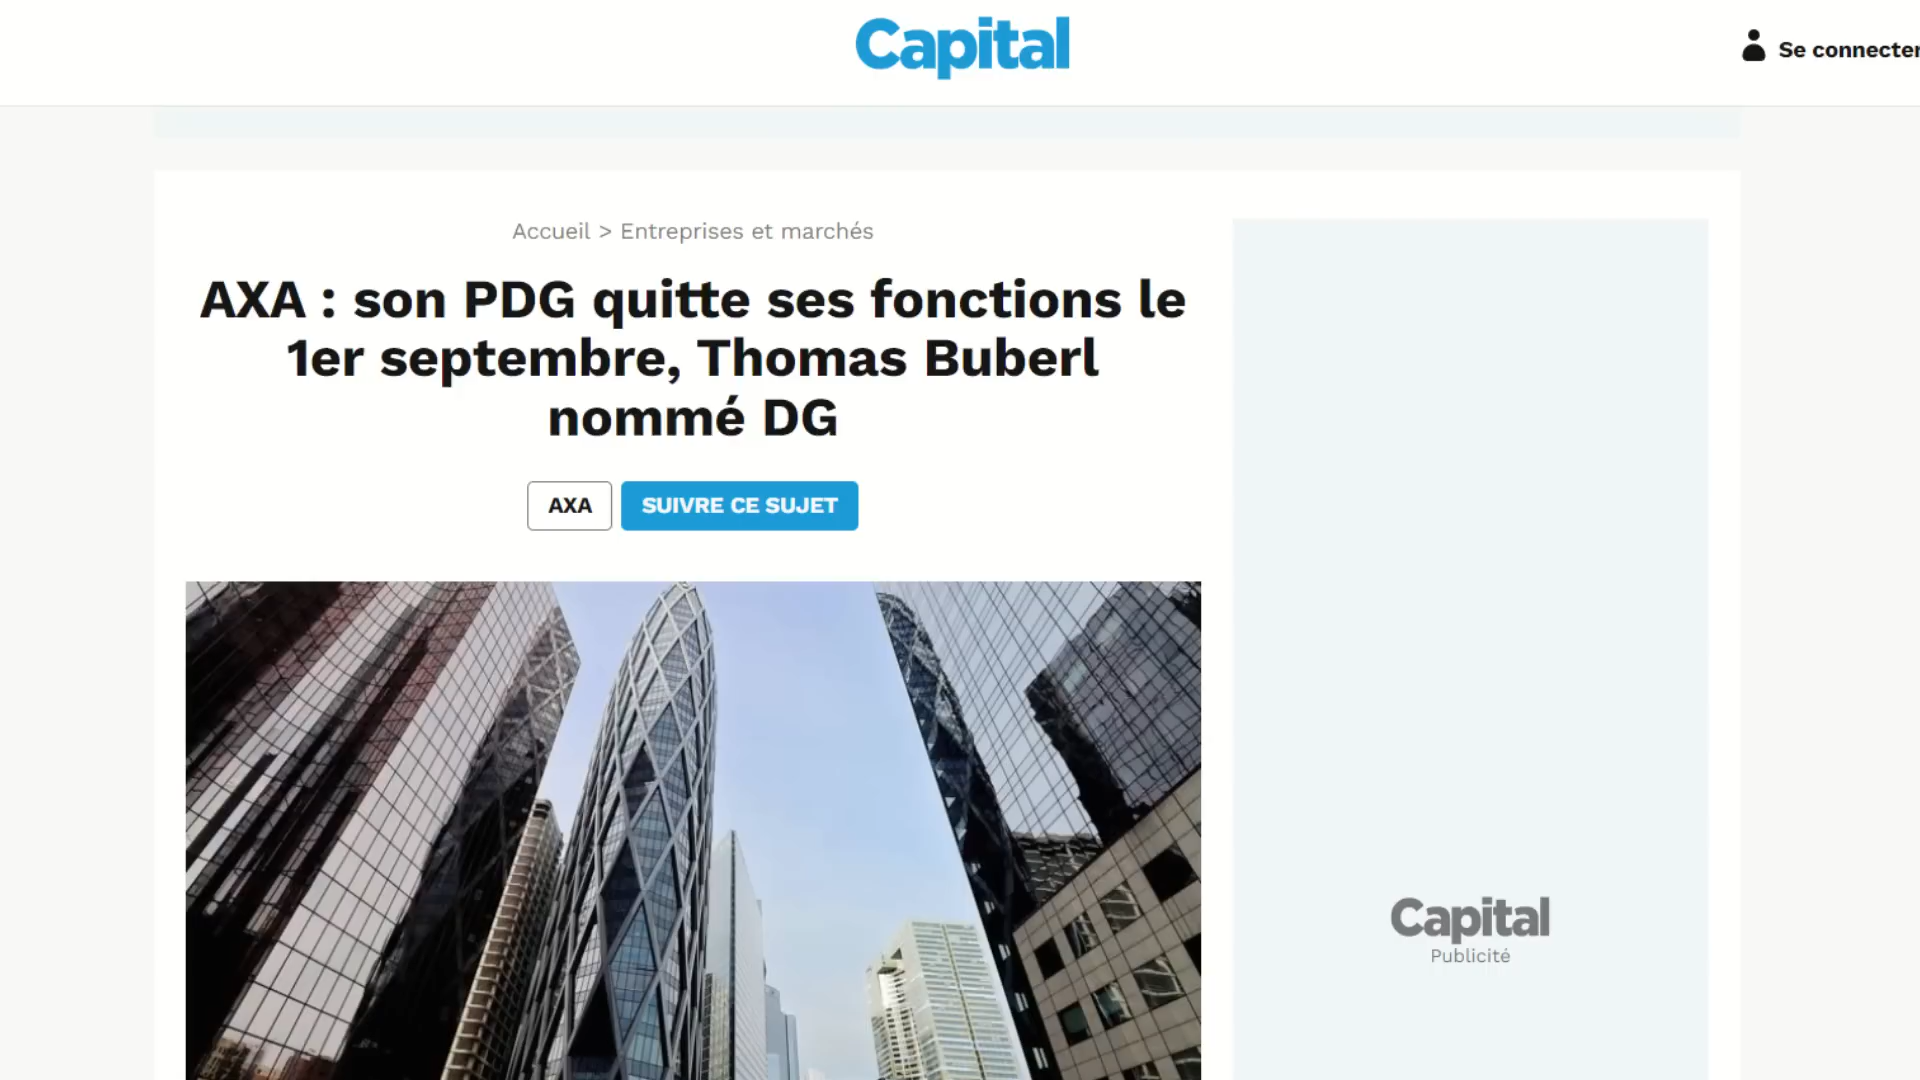 Capital
Se connecter
Accueil > Entreprises et marchés
AXA : son PDG quitte ses fonctions le
1er septembre, Thomas Buberl
nommé DG
AXA
SUIVRE CE SUJET
Capital
Publicité